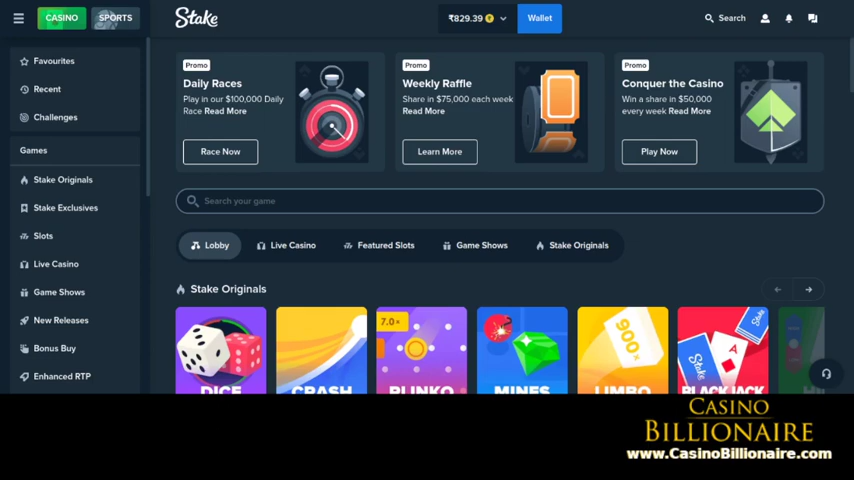 CASINO SPORTS
Stake
₹829.39 ₹
Wallet
Search
Favourites
Recent
Challenges
Games
Stake Originals
Stake Exclusives
Slots
Live Casino
Game Shows
New Releases
Bonus Buy
Enhanced RTP
Promo
Daily Races
Play in our $100,000 Daily
Race Read More
Race Now
Promo
Weekly Raffle
Share in $75,000 each week
Read More
Learn More
Promo
Conquer the Casino
Win a share in $50,000
every week Read More
Play Now
Search your game
Lobby
Live Casino
Featured Slots
Game Shows
Stake Originals
Stake Originals
DICE
CRASH
7.0×
PLINKO
MINES
900×
LIMBO
Stake
Stake
A
BLACKJACK
CASINO
BILLIONAIRE
www.CasinoBillionaire.com